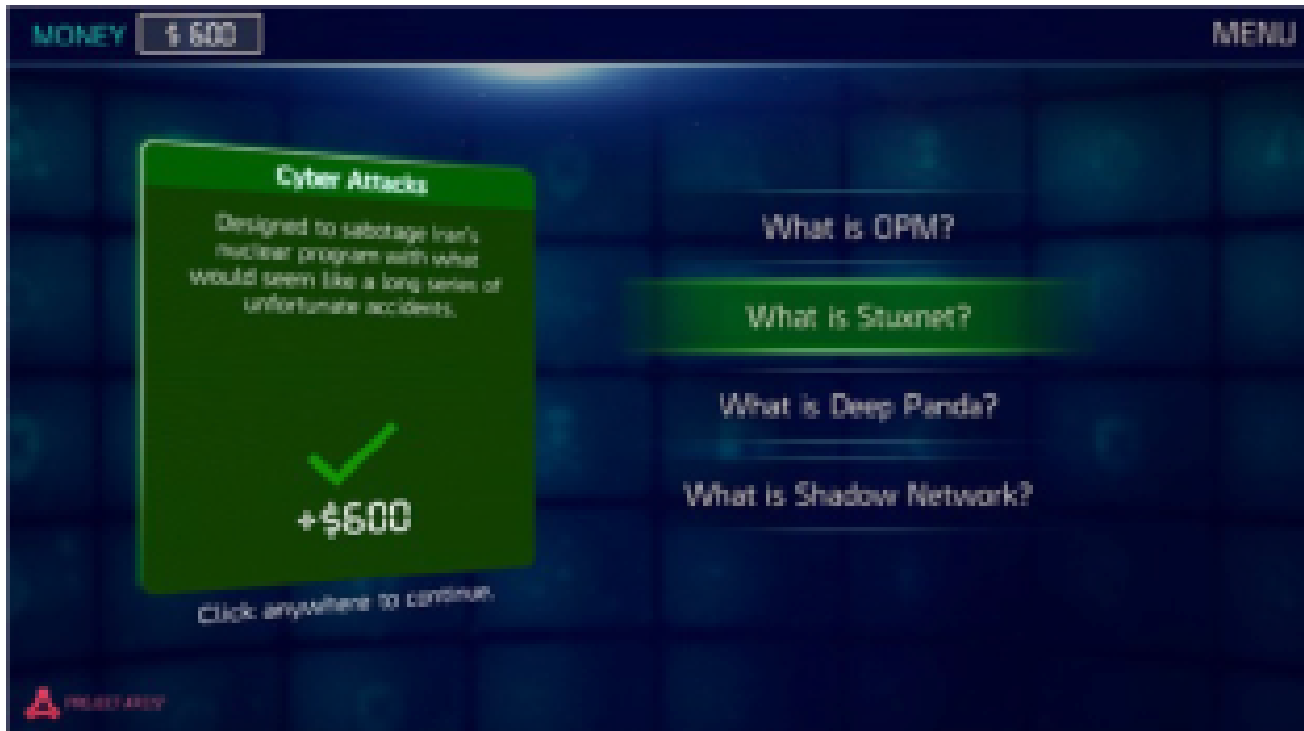 MONEY $ 600 MENU
Cyber Attacks
Designed to sabotage Iran's
nuclear program with what
would seem like a long series of
unfortunate accidents.
+$600
Click anywhere to continue.
What is OPM?
What is Stuxnet?
What is Deep Panda?
What is Shadow Network?
PROJECT ARES